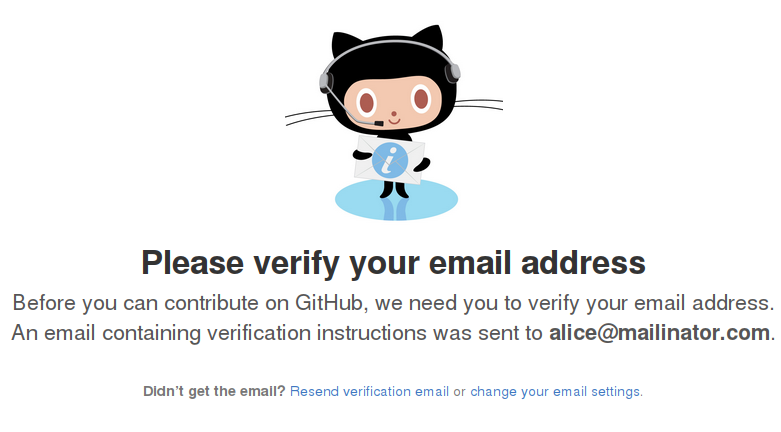 Please verify your email address
Before you can contribute on GitHub, we need you to verify your email address.
An email containing verification instructions was sent to alice@mailinator.com.
Didn't get the email? Resend verification email or change your email settings.